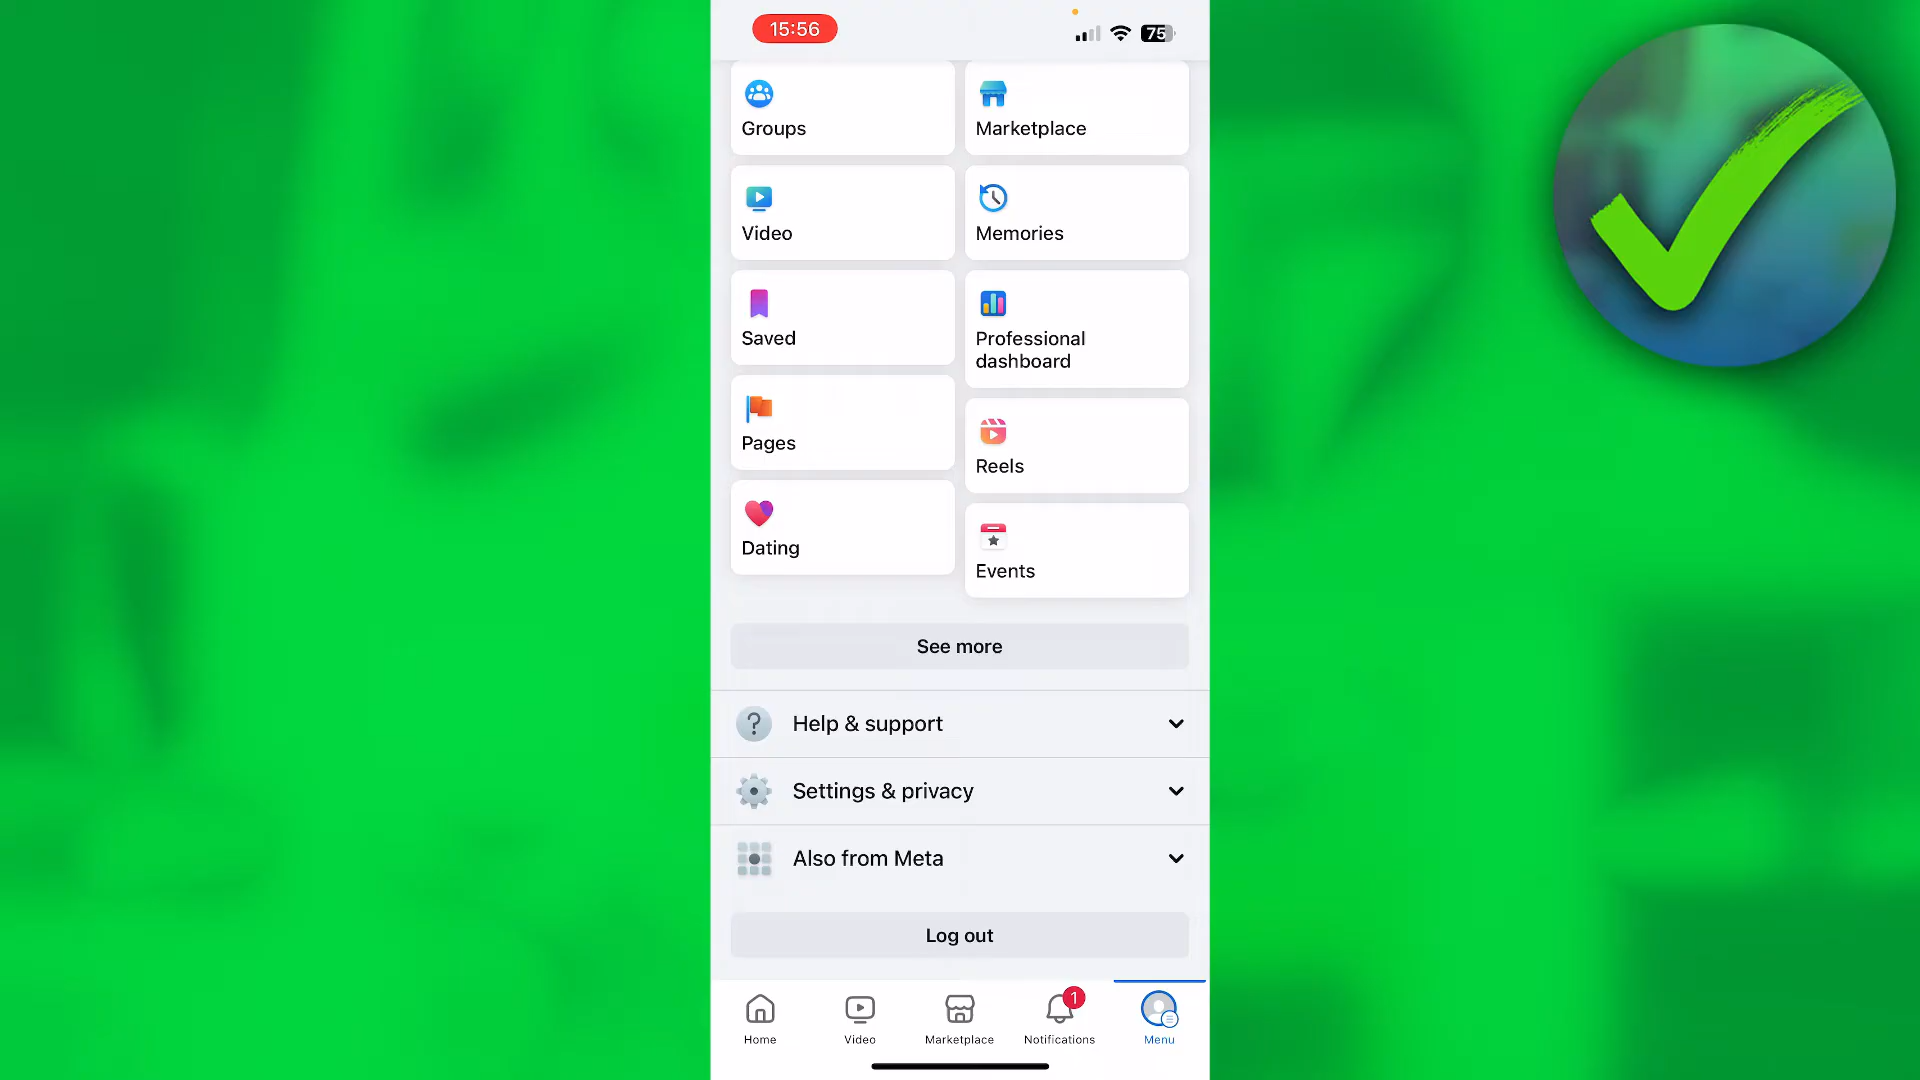 15:56
75
Groups
Marketplace
Video
Memories
Saved
Professional
dashboard
Pages
Reels
Dating
Events
See more
Help & support
Settings & privacy
Also from Meta
Log out
1
Home
Video
Marketplace
Notifications
Menu